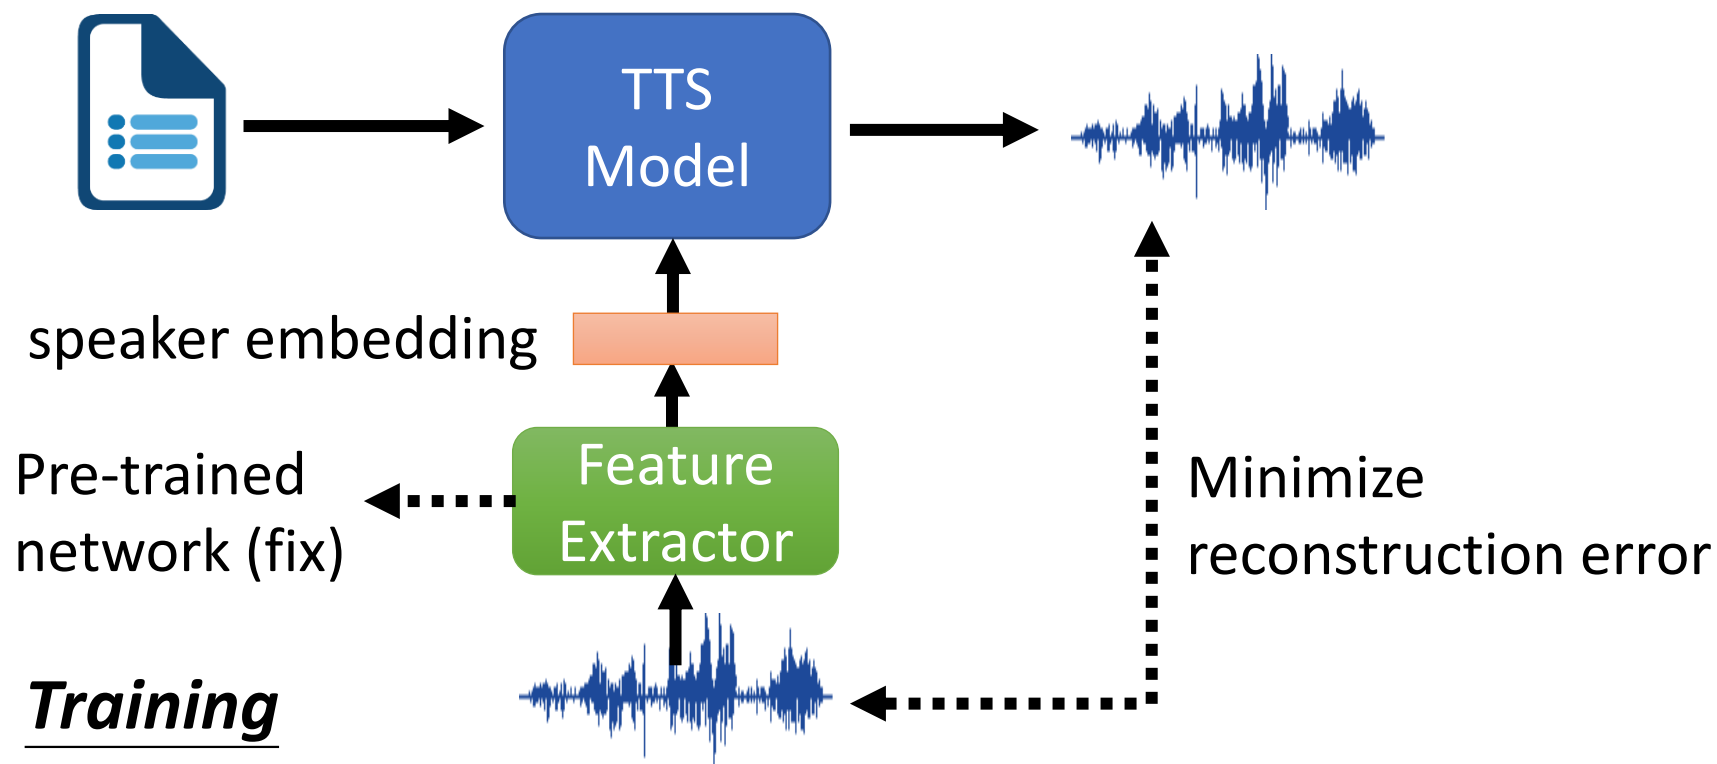 TTS
Model
speaker embedding
Feature
Extractor
Pre-trained
network (fix)
Minimize
reconstruction error
Training